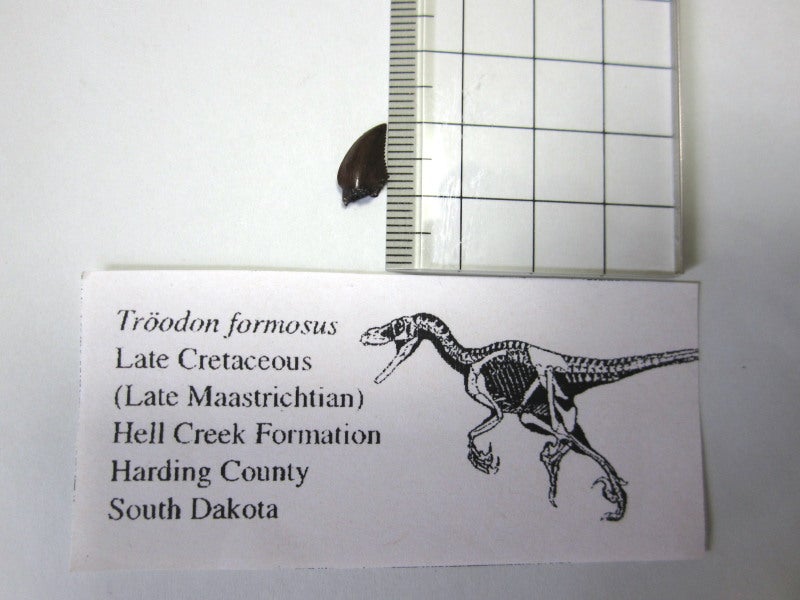 Tröodon formosus
Late Cretaceous
(Late Maastrichtian)
Hell Creek Formation
Harding County
South Dakota